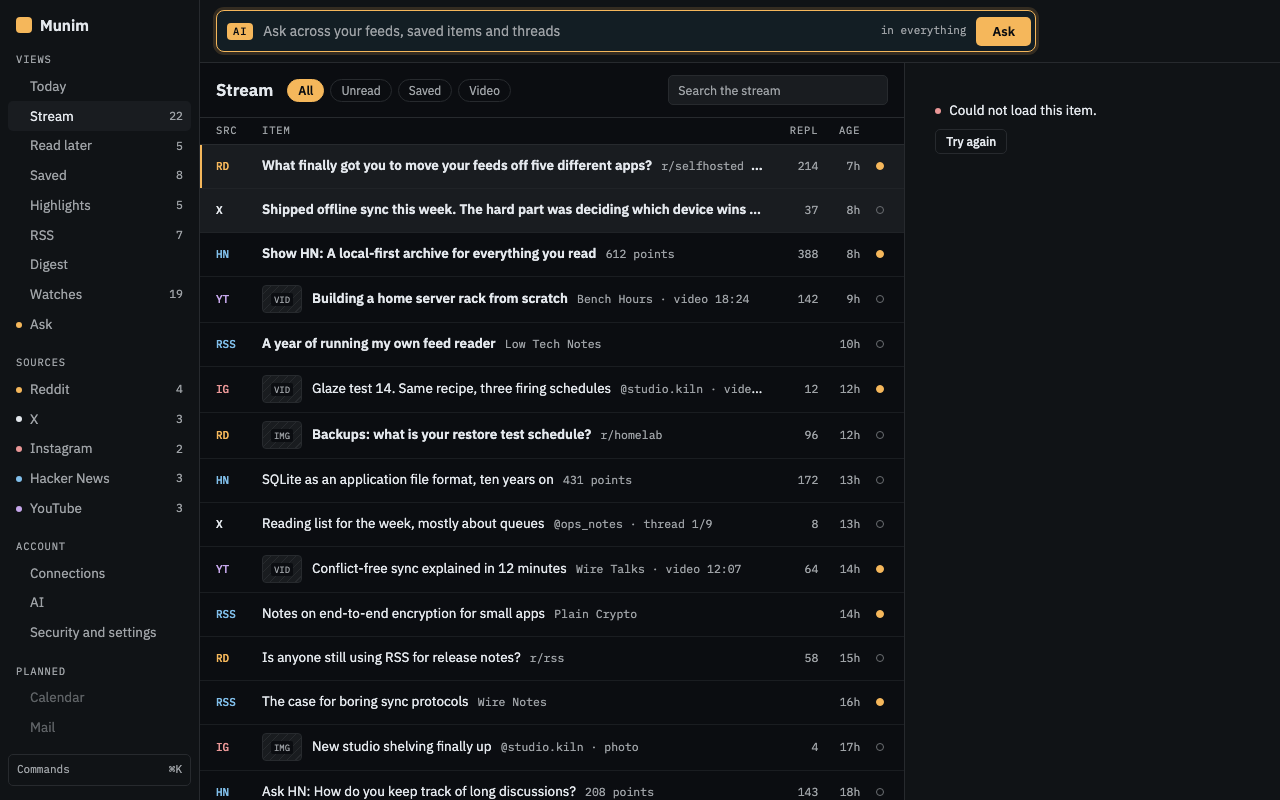 Munim
VIEWS
Today
Stream 22
Read later 5
Saved 8
Highlights 5
RSS 7
Digest
Watches 19
Ask
SOURCES
Reddit 4
X 3
Instagram 2
Hacker News 3
YouTube 3
ACCOUNT
Connections
AI
Security and settings
PLANNED
Calendar
Mail
Commands ⌘K
AI Ask across your feeds, saved items and threads in everything Ask
Stream All Unread Saved Video Search the stream
SRC ITEM REPL AGE
RD What finally got you to move your feeds off five different apps? r/selfhosted ... 214 7h
X Shipped offline sync this week. The hard part was deciding which device wins ... 37 8h
HN Show HN: A local-first archive for everything you read 612 points 388 8h
YT VID Building a home server rack from scratch Bench Hours · video 18:24 142 9h
RSS A year of running my own feed reader Low Tech Notes 10h
IG VID Glaze test 14. Same recipe, three firing schedules @studio.kiln · vide... 12 12h
RD IMG Backups: what is your restore test schedule? r/homelab 96 12h
HN SQLite as an application file format, ten years on 431 points 172 13h
X Reading list for the week, mostly about queues @ops_notes · thread 1/9 8 13h
YT VID Conflict-free sync explained in 12 minutes Wire Talks · video 12:07 64 14h
RSS Notes on end-to-end encryption for small apps Plain Crypto 14h
RD Is anyone still using RSS for release notes? r/rss 58 15h
RSS The case for boring sync protocols Wire Notes 16h
IG IMG New studio shelving finally up @studio.kiln · photo 4 17h
HN Ask HN: How do you keep track of long discussions? 208 points 143 18h
Could not load this item.
Try again